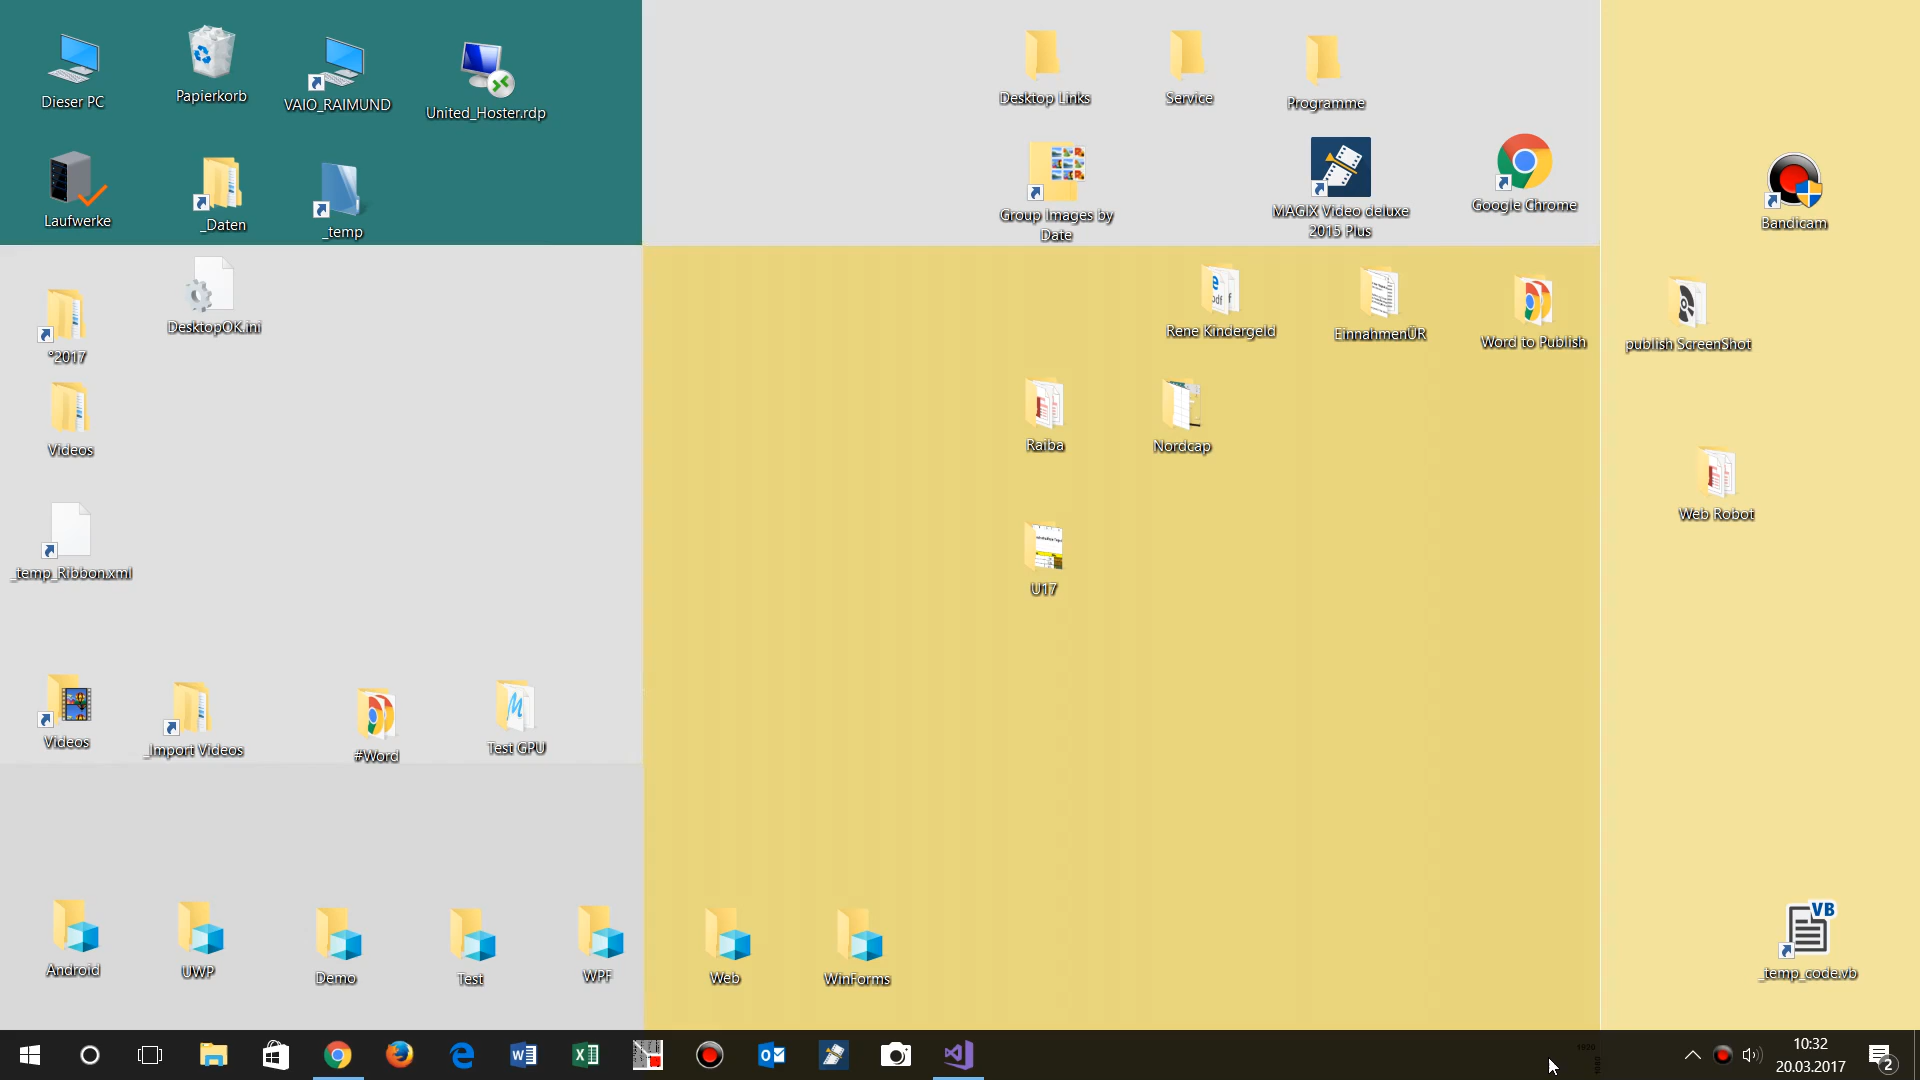 Dieser PC
Papierkorb
VAIO_RAIMUND
United_Hoster.rdp
Desktop Links
Service
Programme
Laufwerke
_Daten
_temp
Group Images by
Date
MAGIX Video deluxe
2015 Plus
Google Chrome
Bandicam
°2017
DesktopOK.ini
Rene Kindergeld
EinnahmenÜR
Word to Publish
publish ScreenShot
Videos
Raiba
Nordcap
Web Robot
_temp_Ribbon.xml
U17
Videos
_Import Videos
#Word
Test GPU
Android
UWP
Demo
Test
WPF
Web
WinForms
VB
_temp_code.vb
10:32
20.03.2017
2